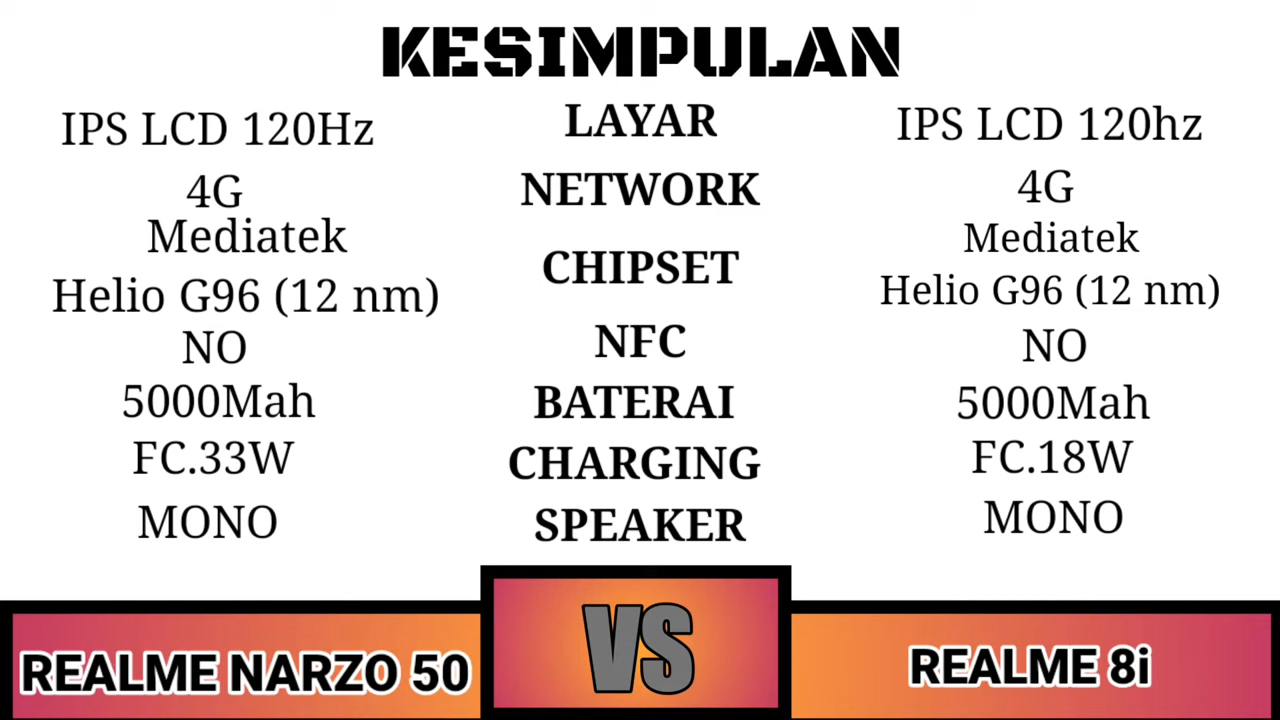 KESIMPULAN
IPS LCD 120Hz LAYAR IPS LCD 120hz
4G NETWORK 4G
Mediatek Mediatek
CHIPSET
Helio G96 (12 nm) Helio G96 (12 nm)
NO NFC NO
5000Mah BATERAI 5000Mah
FC.33W CHARGING FC.18W
MONO SPEAKER MONO
REALME NARZO 50 VS REALME 8i